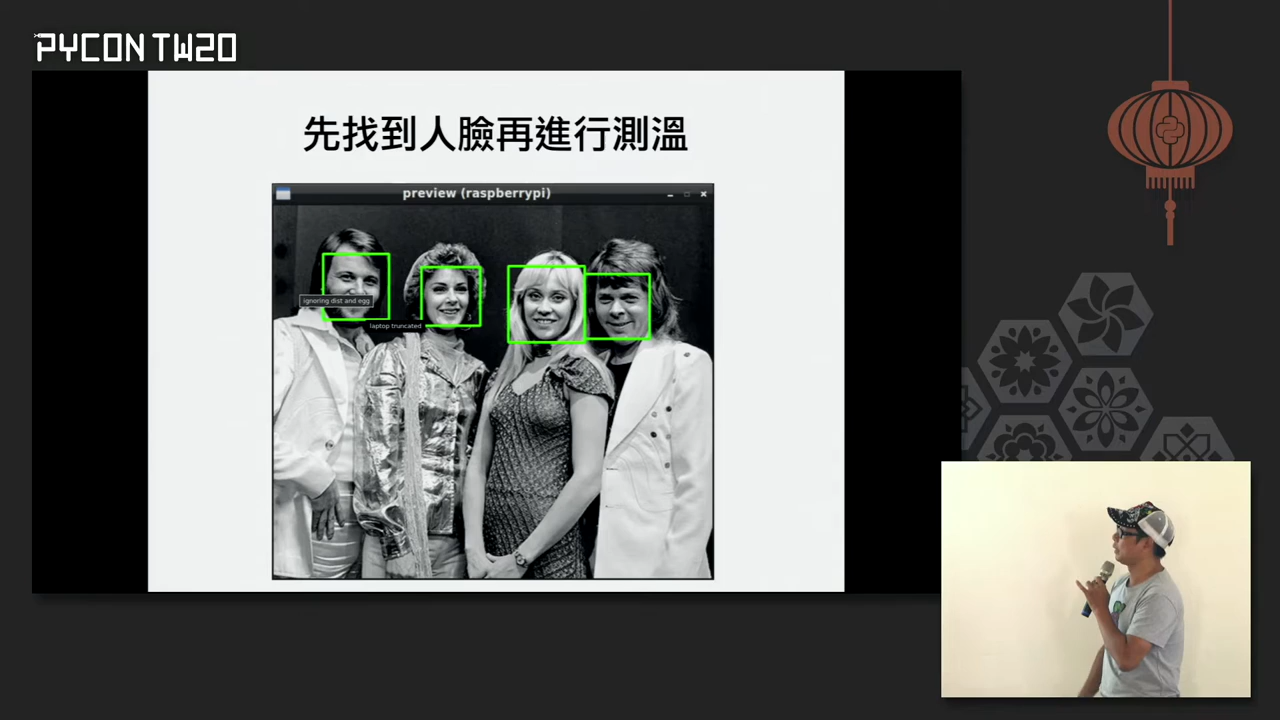 PYCON TW20
先找到人臉再進行測溫
preview (raspberrypi)
ignoring dist and egg
laptop truncated